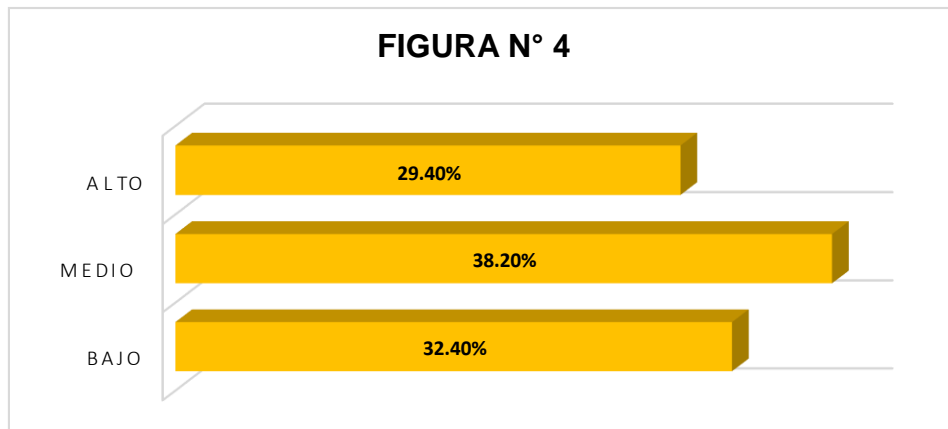 FIGURA N° 4
ALTO
29.40%
MEDIO
38.20%
BAJO
32.40%